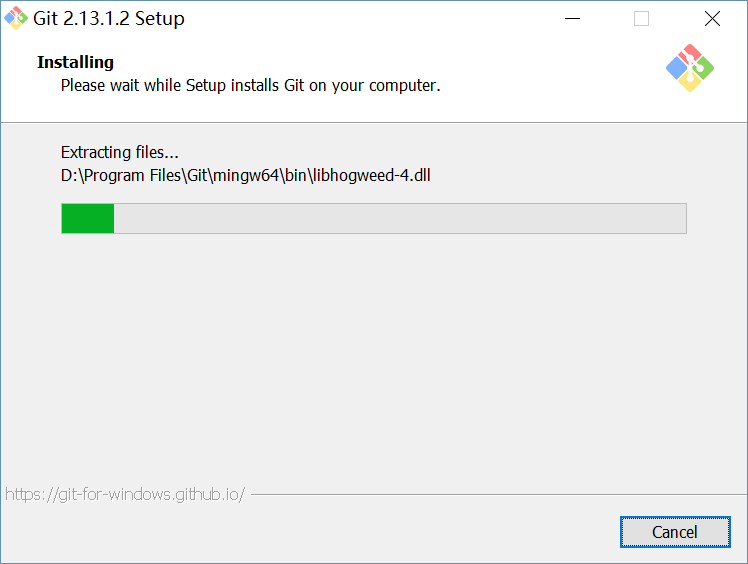 Git 2.13.1.2 Setup
Installing
Please wait while Setup installs Git on your computer.
Extracting files...
D:\Program Files\Git\mingw64\bin\libhogweed-4.dll
https://git-for-windows.github.io/
Cancel